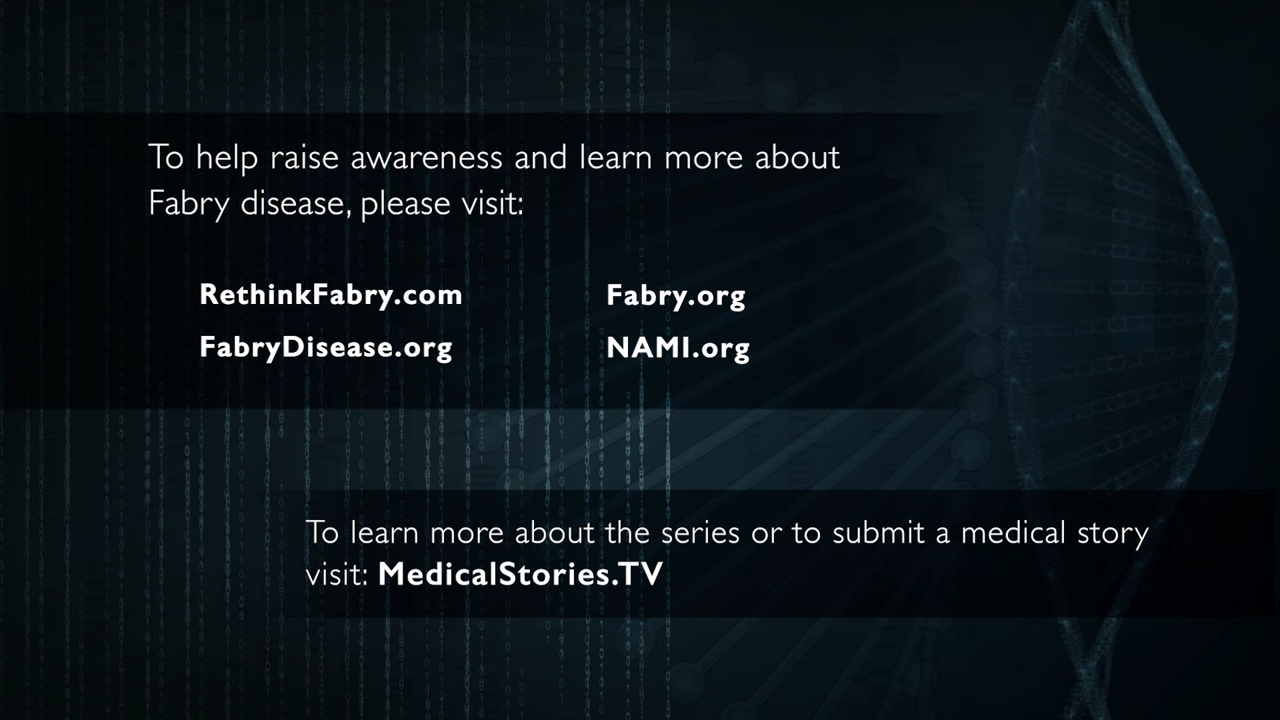 To help raise awareness and learn more about
Fabry disease, please visit:
RethinkFabry.com
Fabry.org
FabryDisease.org
NAMI.org
To learn more about the series or to submit a medical story
visit: MedicalStories.TV